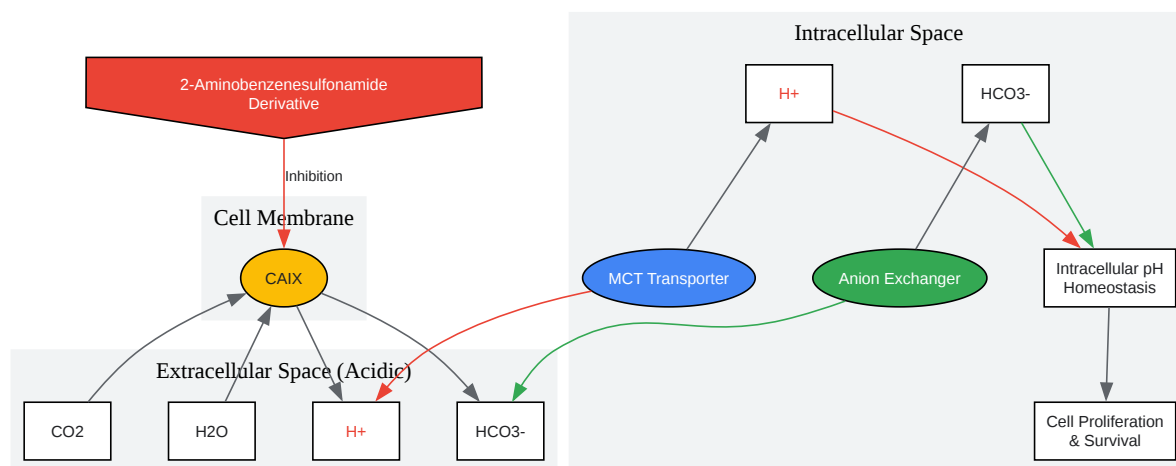 Intracellular Space
2-Aminobenzenesulfonamide
Derivative
H+
HCO3-
Inhibition
Cell Membrane
CAIX
MCT Transporter
Anion Exchanger
Intracellular pH
Homeostasis
Extracellular Space (Acidic)
CO2
H2O
H+
HCO3-
Cell Proliferation
& Survival